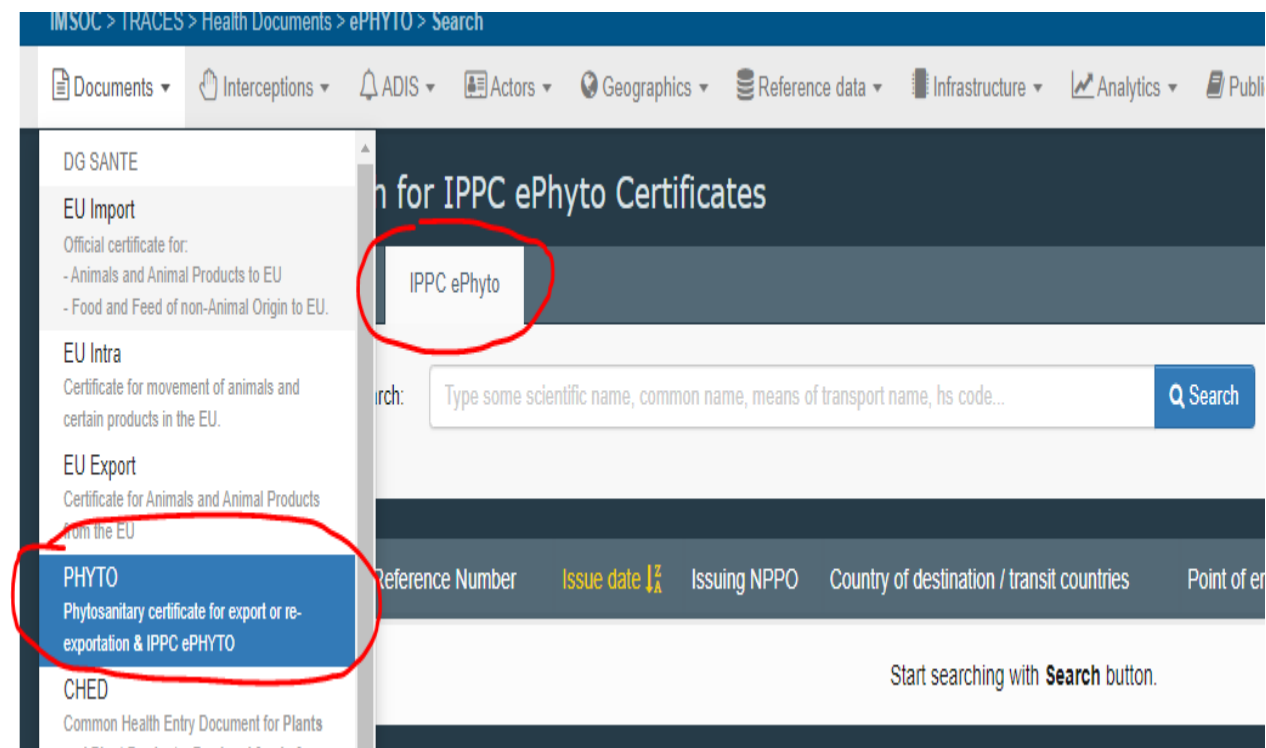 IMSOC > TRACES > Health Documents > ePHYTO > Search
Documents Interceptions ADIS Actors Geographics Reference data Infrastructure Analytics Publi
DG SANTE
EU Import
Official certificate for:
- Animals and Animal Products to EU
- Food and Feed of non-Animal Origin to EU.
EU Intra
Certificate for movement of animals and
certain products in the EU.
EU Export
Certificate for Animals and Animal Products
from the EU
PHYTO
Phytosanitary certificate for export or re-
exportation & IPPC ePHYTO
CHED
Common Health Entry Document for Plants
n for IPPC ePhyto Certificates
IPPC ePhyto
rch: Type some scientific name, common name, means of transport name, hs code... Search
Reference Number Issue date Issuing NPPO Country of destination / transit countries Point of en
Start searching with Search button.